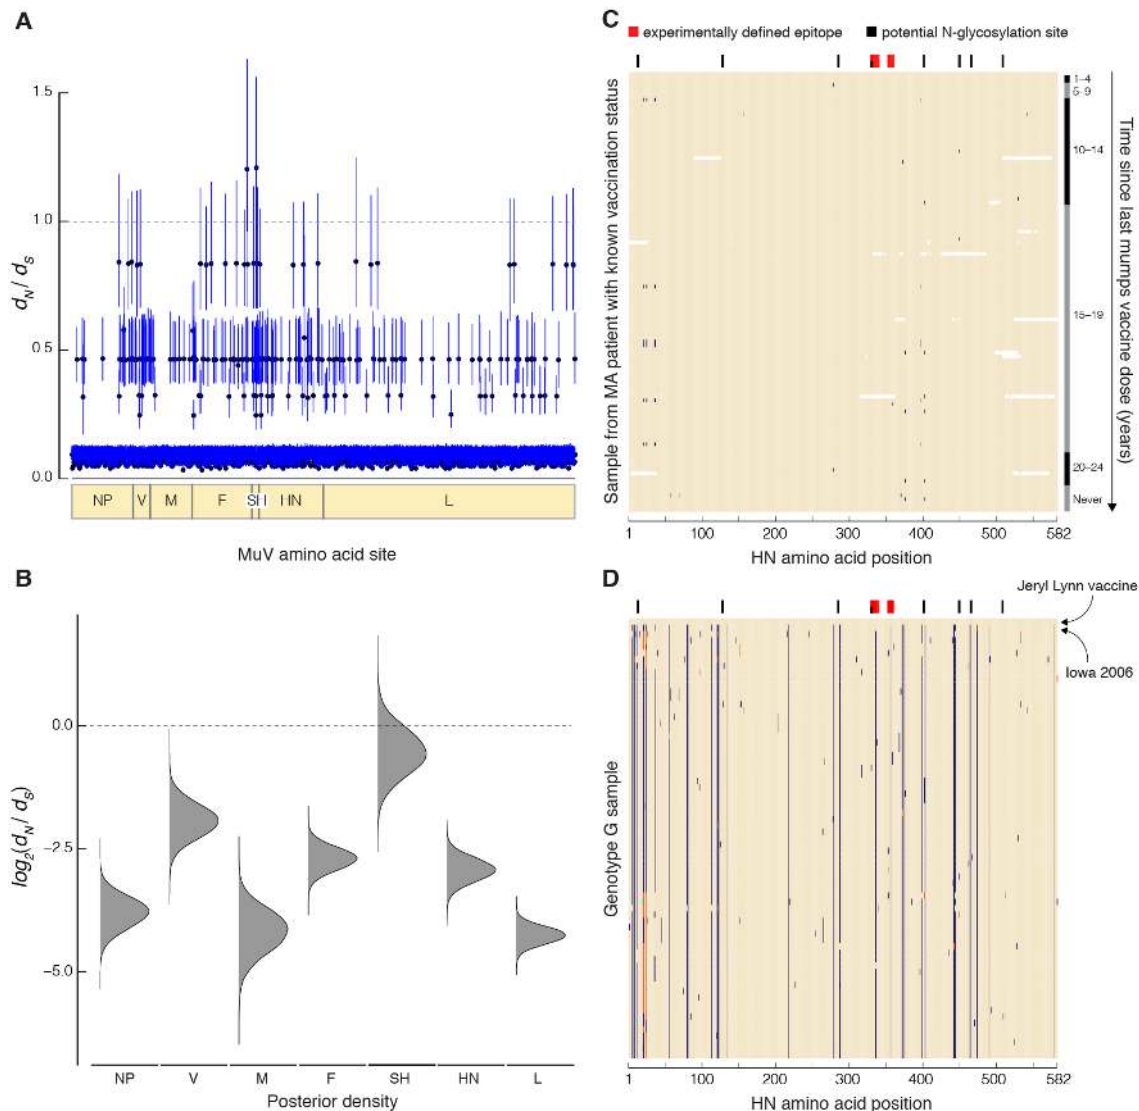 A
1.5
1.0
0.5
0.0
dN / dS
NP V M F SH HN L
MuV amino acid site
B
0.0
−2.5
−5.0
log2(dN / dS)
NP V M F SH HN L
Posterior density
C
experimentally defined epitope potential N-glycosylation site
Sample from MA patient with known vaccination status
1–4
5–9
10–14
15–19
20–24
Never
Time since last mumps vaccine dose (years)
1 100 200 300 400 500 582
HN amino acid position
D
Jeryl Lynn vaccine
Iowa 2006
Genotype G sample
1 100 200 300 400 500 582
HN amino acid position